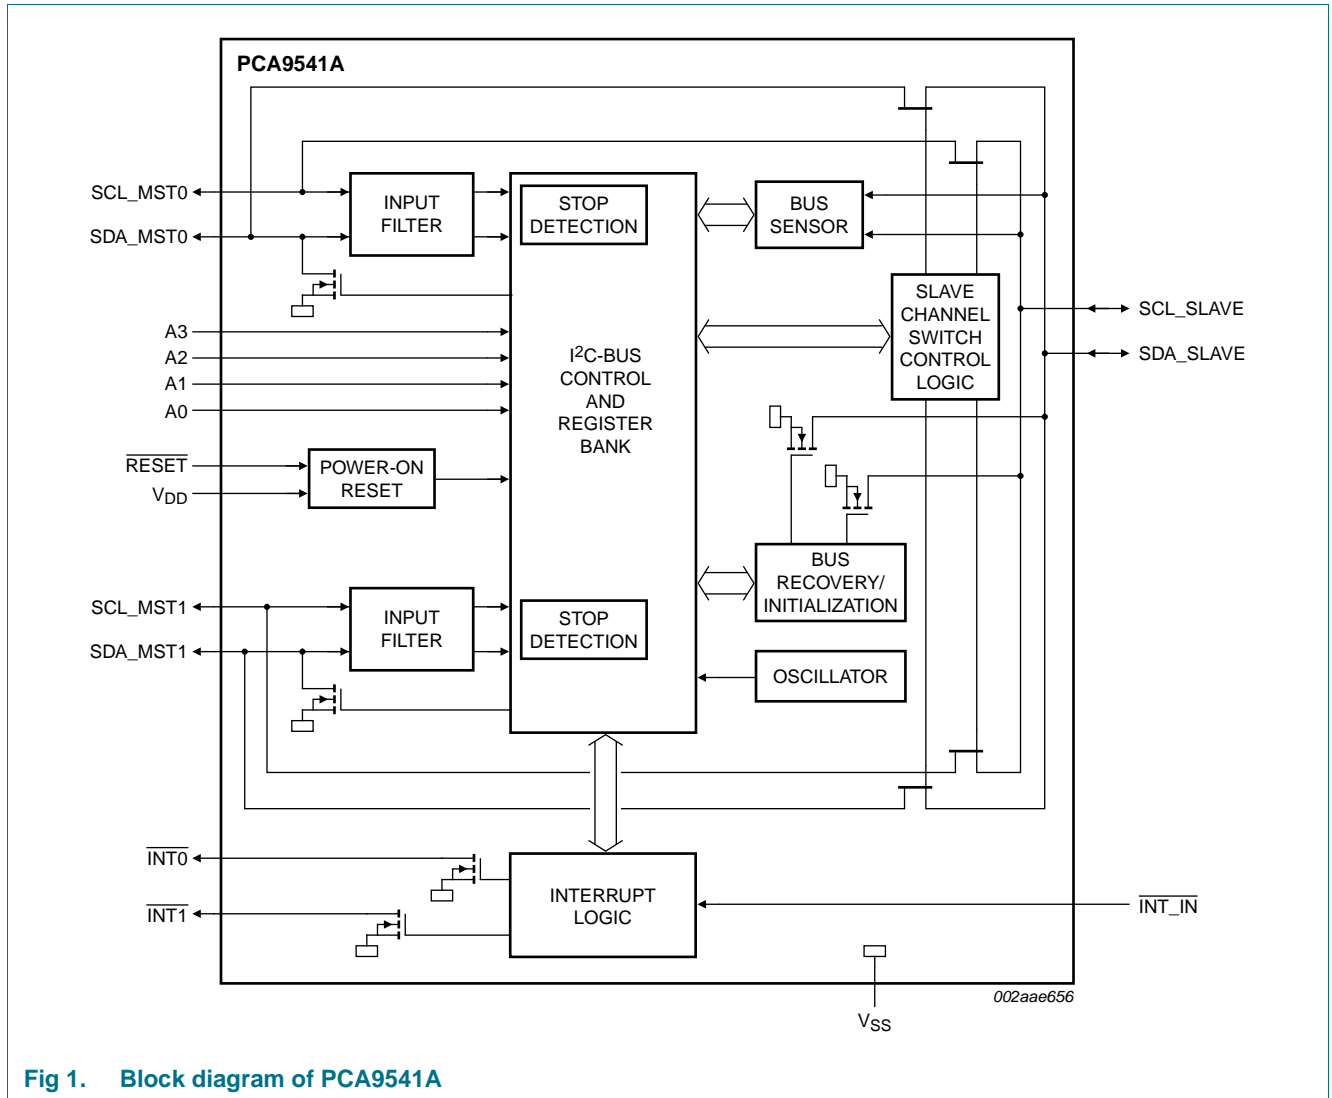 PCA9541A
SCL_MST0
SDA_MST0
INPUT
FILTER
STOP
DETECTION
BUS
SENSOR
A3
A2
A1
A0
I2C-BUS
CONTROL
AND
REGISTER
BANK
SLAVE
CHANNEL
SWITCH
CONTROL
LOGIC
SCL_SLAVE
SDA_SLAVE
RESET
VDD
POWER-ON
RESET
BUS
RECOVERY/
INITIALIZATION
SCL_MST1
SDA_MST1
INPUT
FILTER
STOP
DETECTION
OSCILLATOR
INT0
INT1
INTERRUPT
LOGIC
INT_IN
VSS
002aae656
Fig 1. Block diagram of PCA9541A